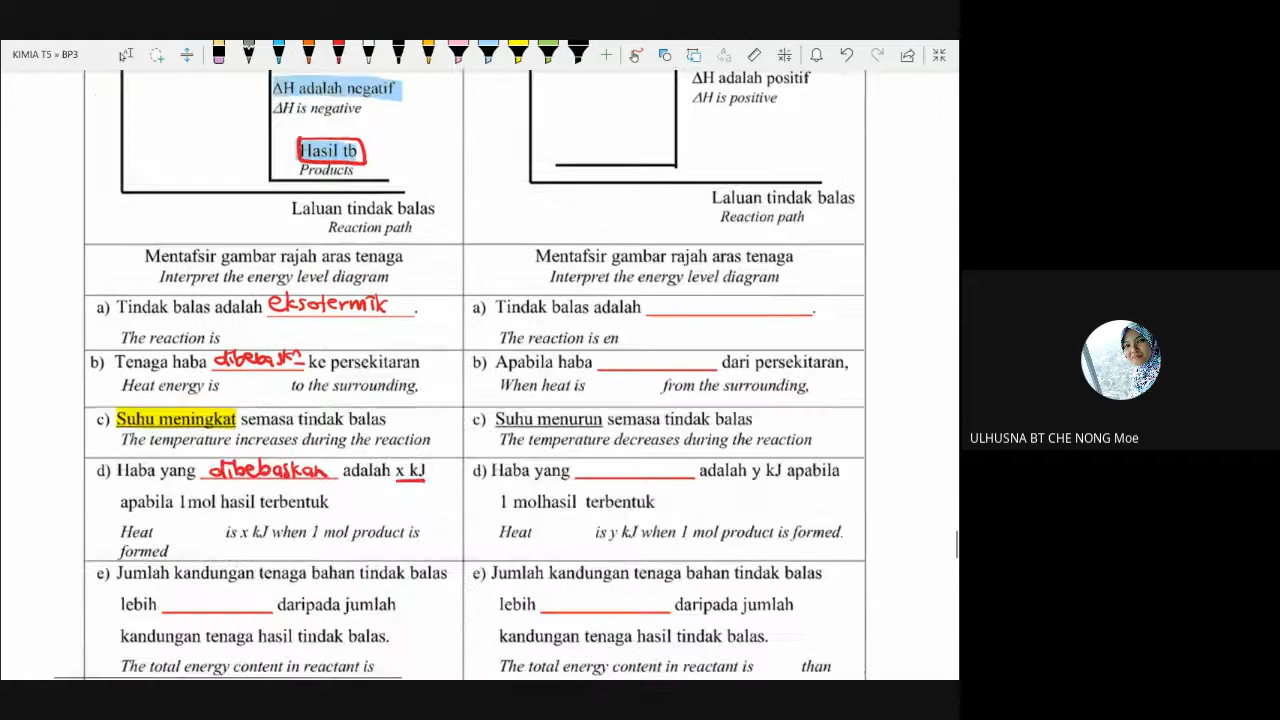 KIMIA T5 » BP3
ΔH adalah negatif
ΔH is negative
Hasil tb
Products
Laluan tindak balas
Reaction path
ΔH adalah positif
ΔH is positive
Laluan tindak balas
Reaction path
Mentafsir gambar rajah aras tenaga
Interpret the energy level diagram
Mentafsir gambar rajah aras tenaga
Interpret the energy level diagram
a) Tindak balas adalah eksotermik .
The reaction is
a) Tindak balas adalah .
The reaction is en
b) Tenaga haba dibebaskn ke persekitaran
Heat energy is to the surrounding,
b) Apabila haba dari persekitaran,
When heat is from the surrounding,
c) Suhu meningkat semasa tindak balas
The temperature increases during the reaction
c) Suhu menurun semasa tindak balas
The temperature decreases during the reaction
d) Haba yang dibebaskan adalah x kJ
apabila 1mol hasil terbentuk
Heat is x kJ when 1 mol product is
formed
d) Haba yang adalah y kJ apabila
1 molhasil terbentuk
Heat is y kJ when 1 mol product is formed.
e) Jumlah kandungan tenaga bahan tindak balas
lebih daripada jumlah
kandungan tenaga hasil tindak balas.
The total energy content in reactant is
e) Jumlah kandungan tenaga bahan tindak balas
lebih daripada jumlah
kandungan tenaga hasil tindak balas.
The total energy content in reactant is than
ULHUSNA BT CHE NONG Moe